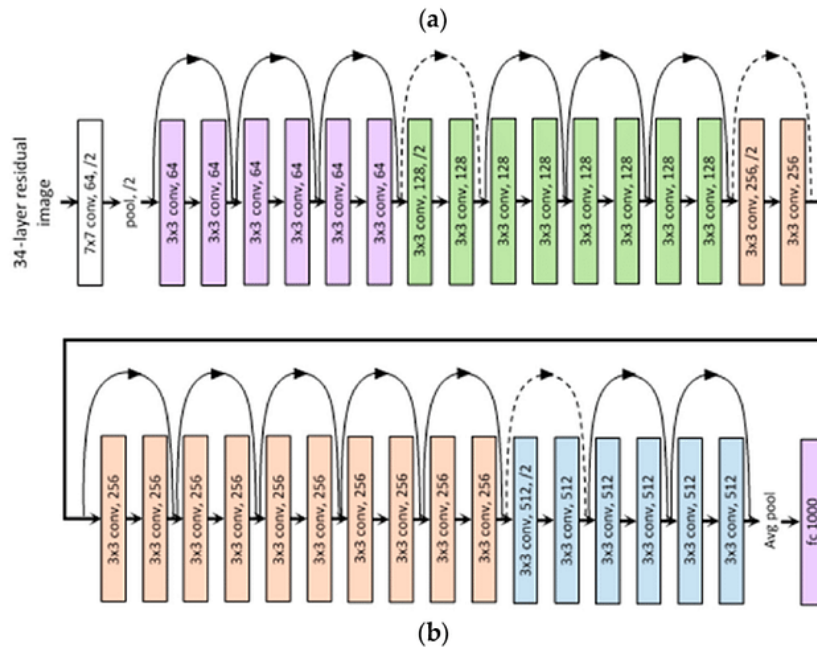 (a)
34-layer residual
image
7x7 conv, 64, /2
pool, /2
3x3 conv, 64
3x3 conv, 64
3x3 conv, 64
3x3 conv, 64
3x3 conv, 64
3x3 conv, 64
3x3 conv, 128, /2
3x3 conv, 128
3x3 conv, 128
3x3 conv, 128
3x3 conv, 128
3x3 conv, 128
3x3 conv, 128
3x3 conv, 128
3x3 conv, 256, /2
3x3 conv, 256
3x3 conv, 256
3x3 conv, 256
3x3 conv, 256
3x3 conv, 256
3x3 conv, 256
3x3 conv, 256
3x3 conv, 256
3x3 conv, 256
3x3 conv, 256
3x3 conv, 256
3x3 conv, 512, /2
3x3 conv, 512
3x3 conv, 512
3x3 conv, 512
3x3 conv, 512
3x3 conv, 512
Avg pool
fc 1000
(b)